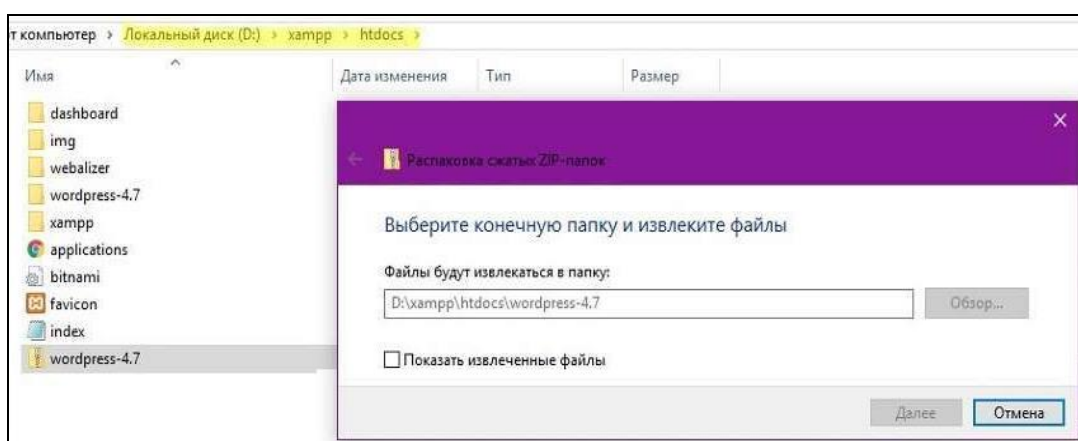 т компьютер > Локальный диск (D:) > xampp > htdocs >
Имя Дата изменения Тип Размер
dashboard
img
webalizer
wordpress-4.7
xampp
applications
bitnami
favicon
index
wordpress-4.7
Распаковка сжатых ZIP-папок
Выберите конечную папку и извлеките файлы
Файлы будут извлекаться в папку:
D:\xampp\htdocs\wordpress-4.7
Обзор...
Показать извлеченные файлы
Далее Отмена